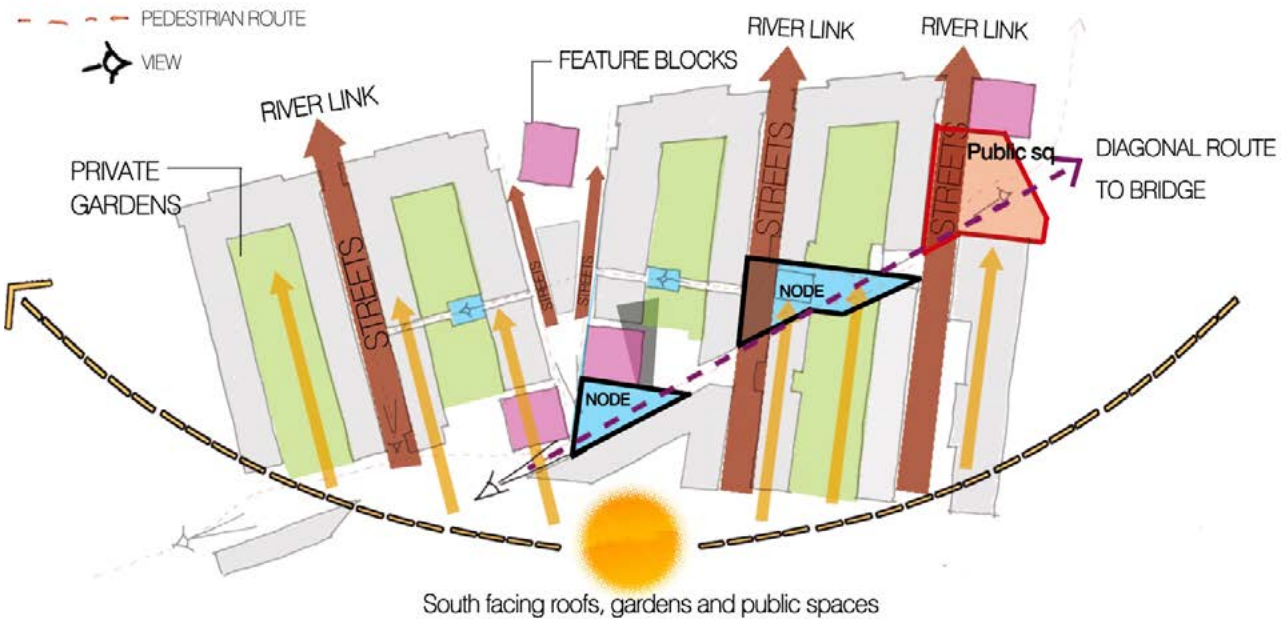 PEDESTRIAN ROUTE
VIEW
FEATURE BLOCKS
RIVER LINK
RIVER LINK
RIVER LINK
PRIVATE
GARDENS
STREETS
STREETS
STREETS
STREETS
STREETS
Public sq
DIAGONAL ROUTE
TO BRIDGE
NODE
NODE
South facing roofs, gardens and public spaces